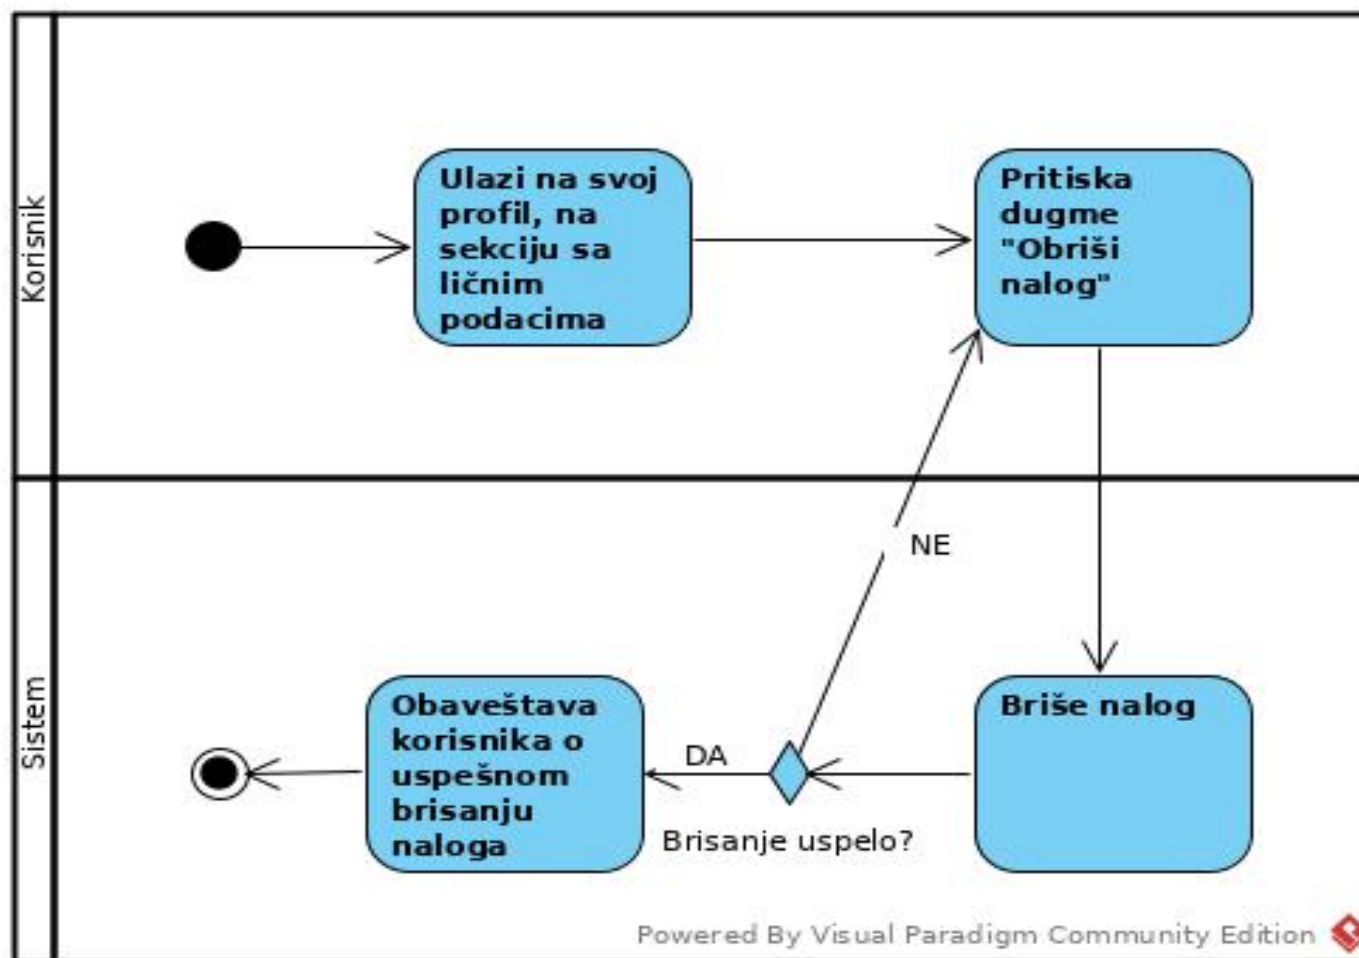 Korisnik
Ulazi na svoj
profil, na
sekciju sa
ličnim
podacima
Pritiska
dugme
"Obriši
nalog"
NE
Sistem
Obaveštava
korisnika o
uspešnom
brisanju
naloga
DA
Brisanje uspelo?
Briše nalog
Powered By Visual Paradigm Community Edition